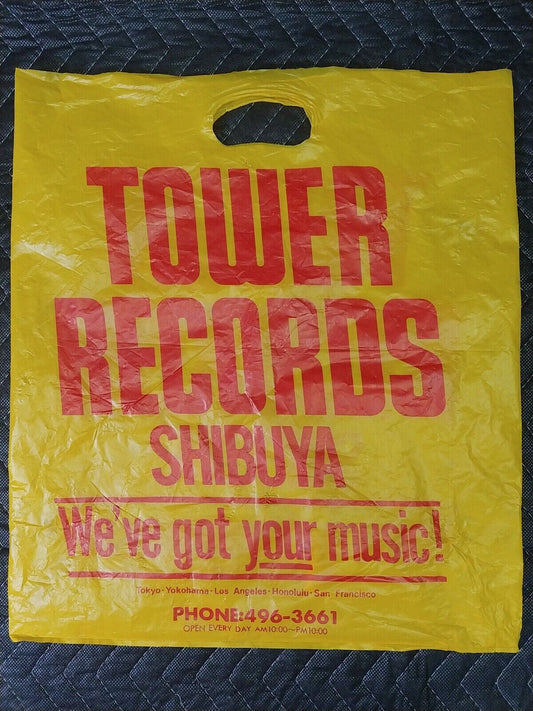 TOWER
RECORDS
SHIBUYA
We've got your music!
Tokyo·Yokohama·Los Angeles·Honolulu·San Francisco
PHONE:496-3661
OPEN EVERY DAY AM10:00~PM10:00